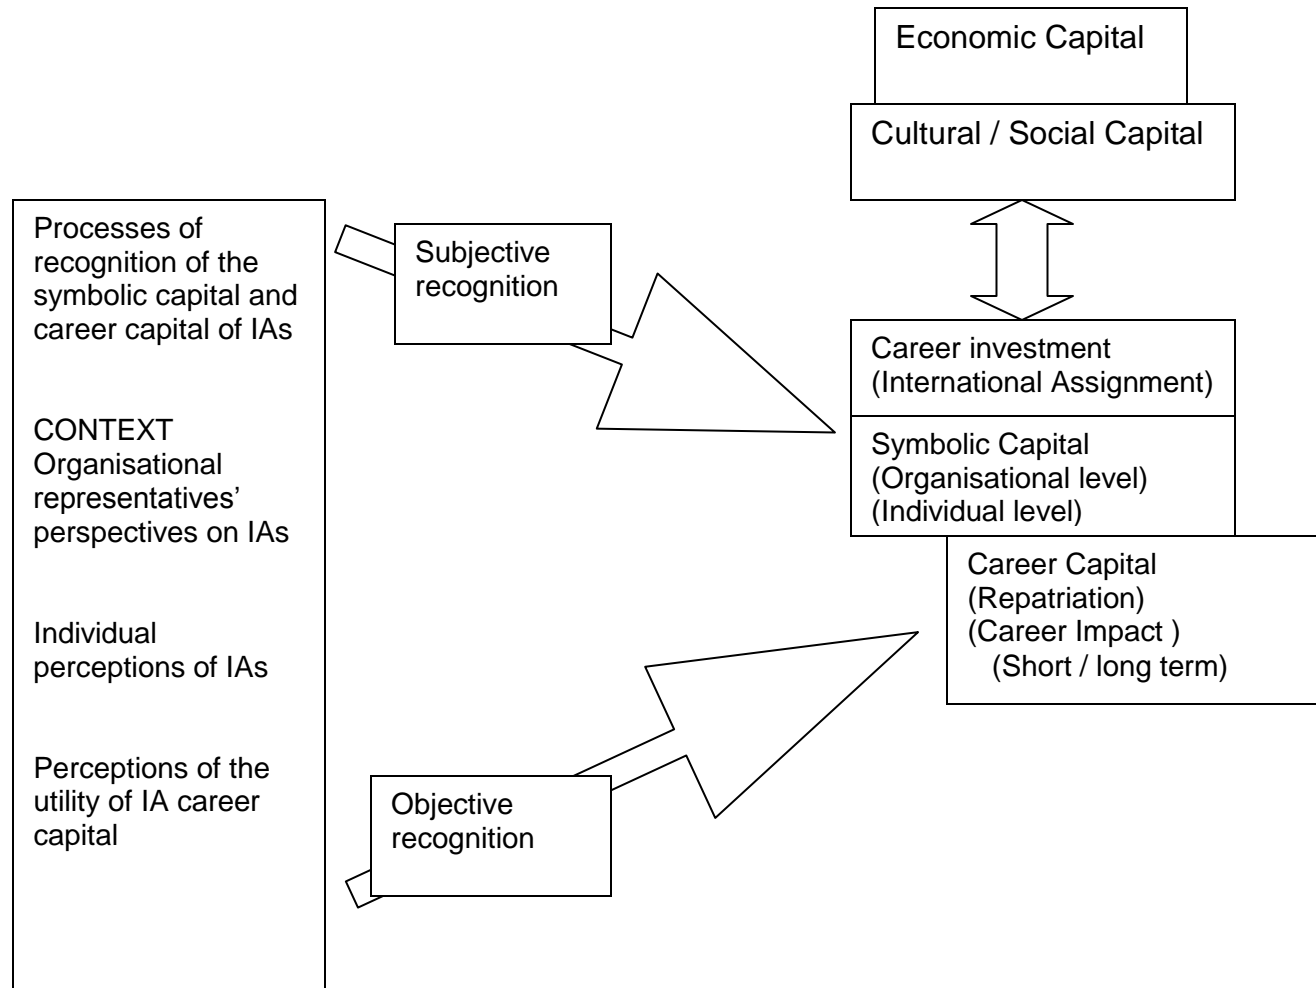 Economic Capital
Cultural / Social Capital
Processes of
recognition of the
symbolic capital and
career capital of IAs
CONTEXT
Organisational
representatives’
perspectives on IAs
Individual
perceptions of IAs
Perceptions of the
utility of IA career
capital
Subjective
recognition
Objective
recognition
Career investment
(International Assignment)
Symbolic Capital
(Organisational level)
(Individual level)
Career Capital
(Repatriation)
(Career Impact )
(Short / long term)